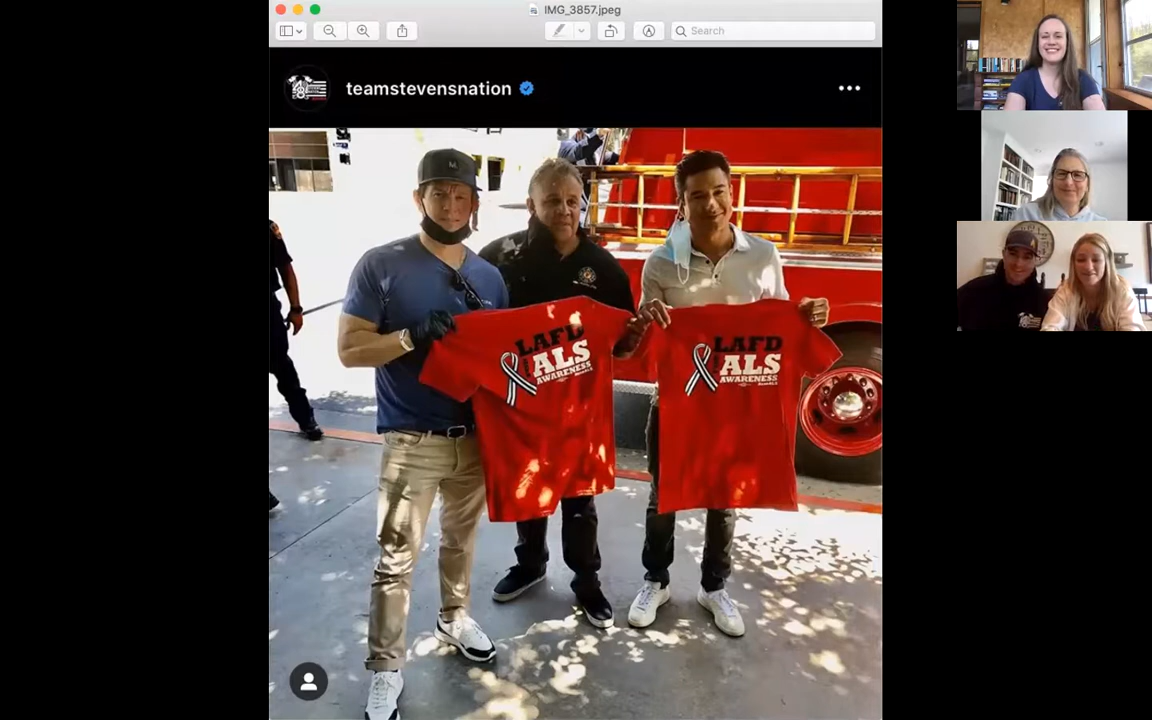 IMG_3857.jpeg
Search
teamstevensnation
M
LAFD
ALS
AWARENESS
LAFD
ALS
AWARENESS